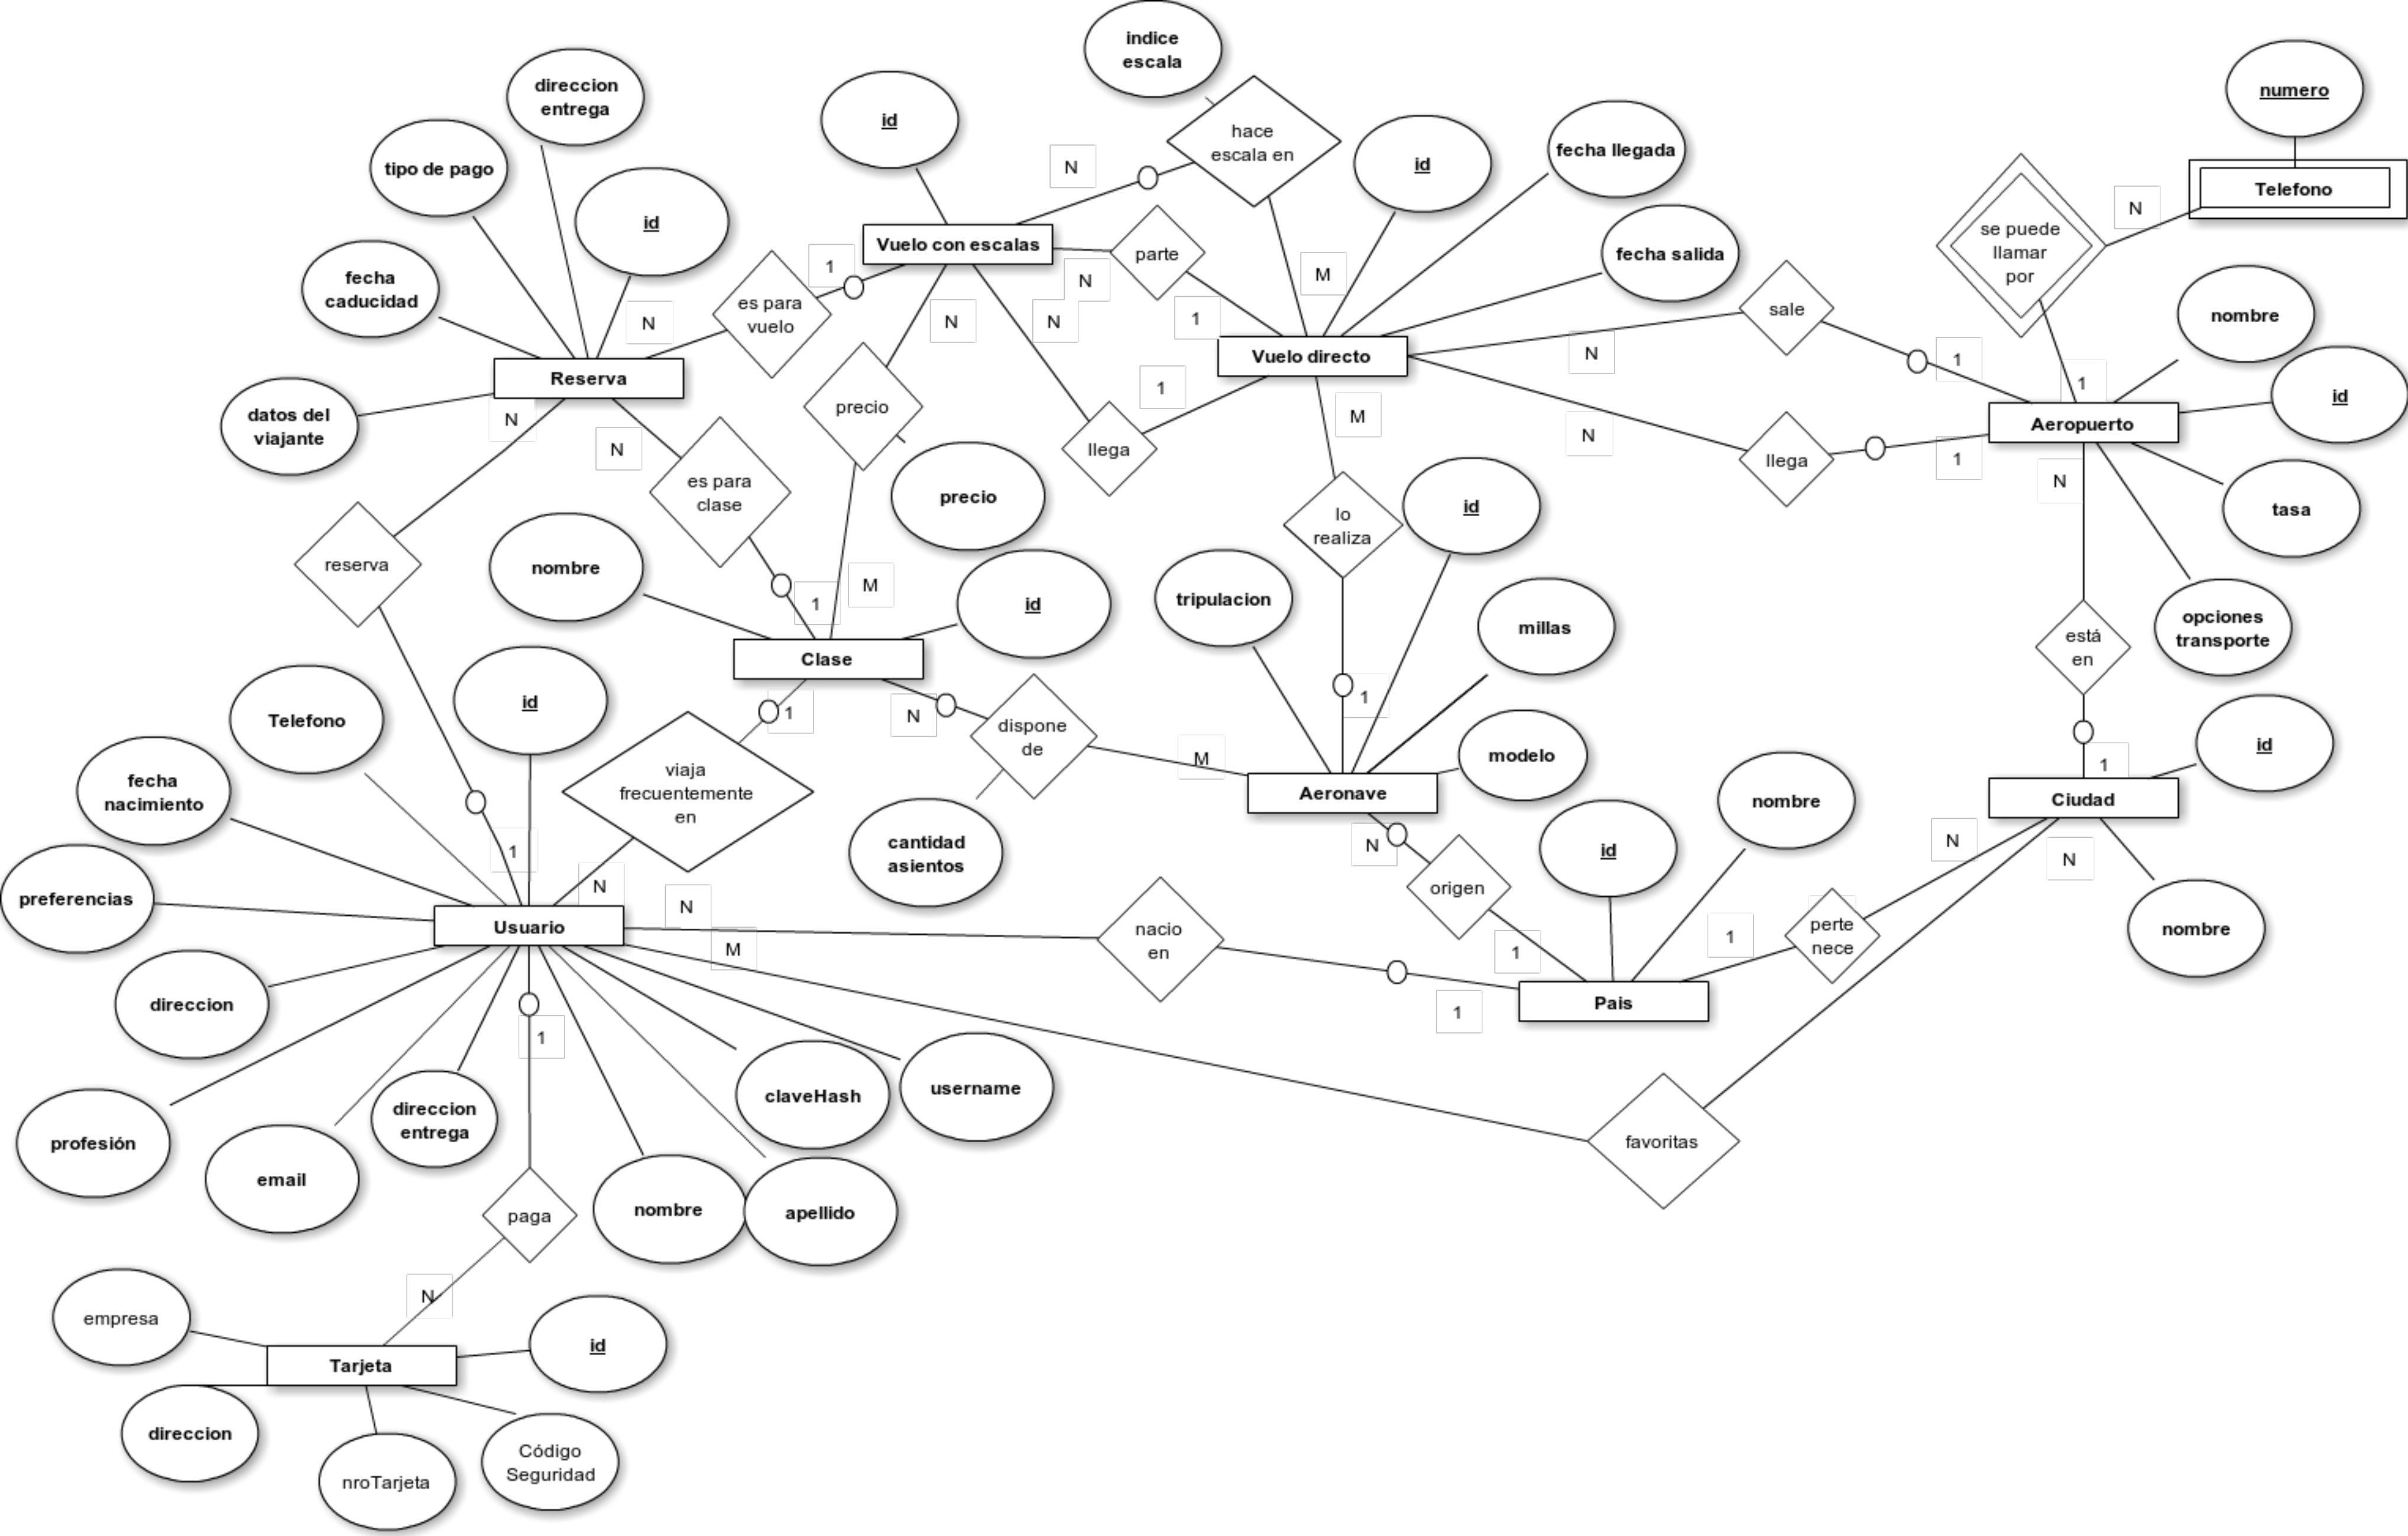 indice
escala
direccion
entrega
id
numero
tipo de pago
id
hace
escala en
id
fecha llegada
N
Telefono
N
id
Vuelo con escalas
parte
fecha salida
se puede
llamar
por
fecha
caducidad
1
N
M
sale
nombre
es para
vuelo
N
N
N
1
Vuelo directo
N
1
1
Reserva
1
id
datos del
viajante
N
precio
M
Aeropuerto
N
N
llega
N
llega
1
N
es para
clase
precio
id
tasa
lo
realiza
reserva
nombre
M
1
id
tripulacion
millas
opciones
transporte
está
en
Clase
Telefono
id
1
N
dispone
de
1
id
fecha
nacimiento
viaja
frecuentemente
en
M
modelo
1
Aeronave
nombre
Ciudad
1
cantidad
asientos
N
id
N
N
preferencias
N
N
origen
Usuario
M
nacio
en
1
1
perte
nece
nombre
direccion
1
1
Pais
profesión
direccion
entrega
claveHash
username
favoritas
email
paga
nombre
apellido
N
empresa
Tarjeta
id
direccion
nroTarjeta
Código
Seguridad